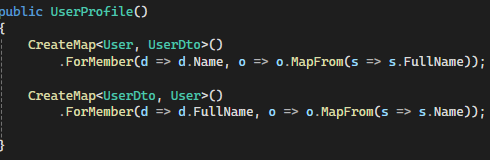 public UserProfile()
{
CreateMap<User, UserDto>()
.ForMember(d => d.Name, o => o.MapFrom(s => s.FullName));
CreateMap<UserDto, User>()
.ForMember(d => d.FullName, o => o.MapFrom(s => s.Name));
}